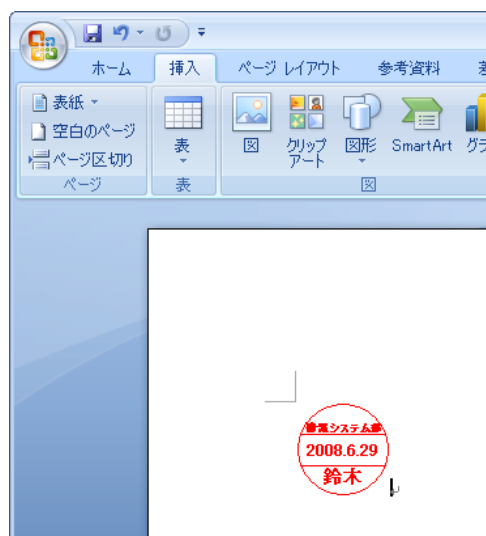 ホーム 挿入 ページ レイアウト 参考資料
表紙
空白のページ
ページ区切り
表
図
クリップ
アート
図形
SmartArt
ページ
表
図
システム部
2008.6.29
鈴木